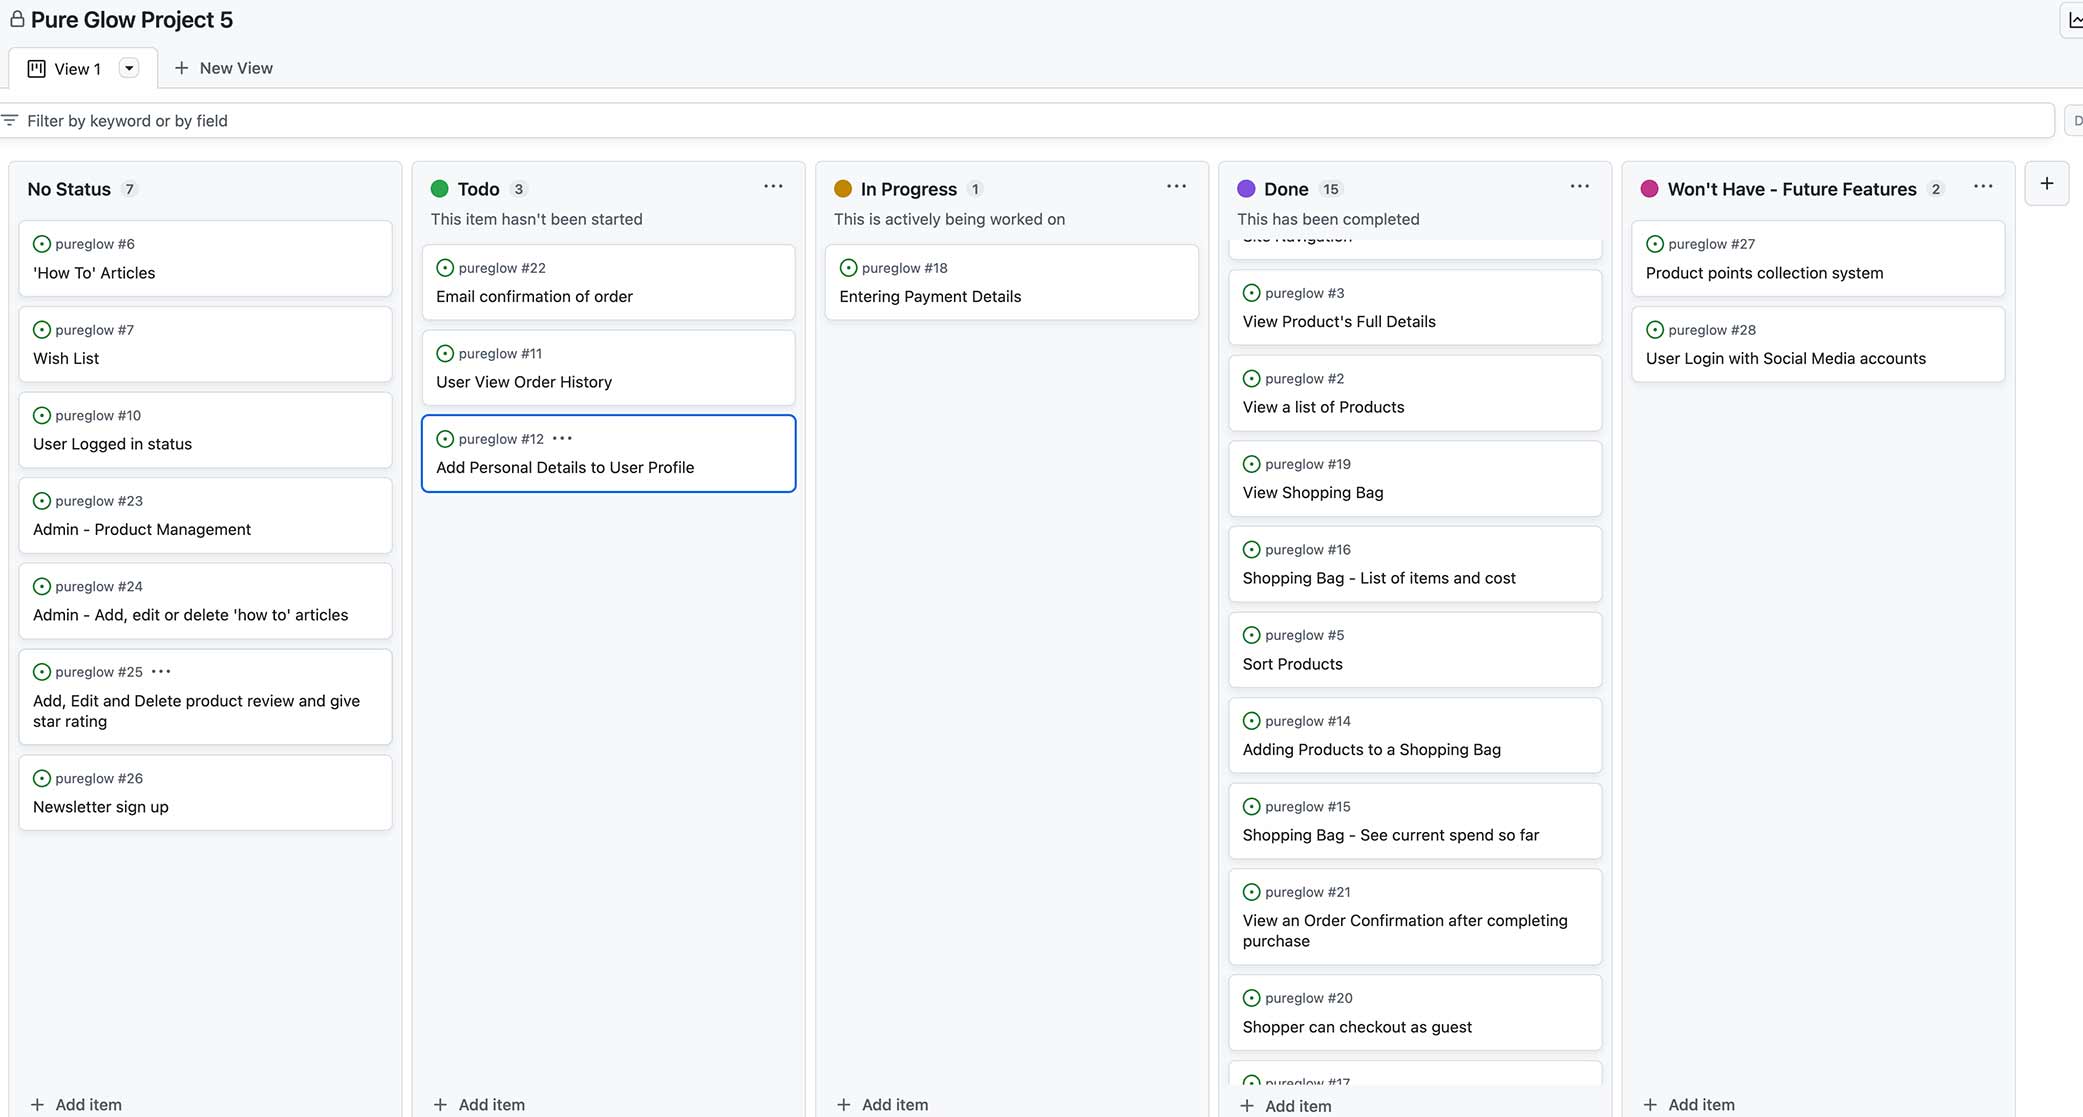 Pure Glow Project 5
View 1
New View
Filter by keyword or by field
D
No Status 7
pureglow #6
'How To' Articles
pureglow #7
Wish List
pureglow #10
User Logged in status
pureglow #23
Admin - Product Management
pureglow #24
Admin - Add, edit or delete 'how to' articles
pureglow #25
Add, Edit and Delete product review and give
star rating
pureglow #26
Newsletter sign up
Add item
Todo 3
This item hasn't been started
pureglow #22
Email confirmation of order
pureglow #11
User View Order History
pureglow #12
Add Personal Details to User Profile
Add item
In Progress 1
This is actively being worked on
pureglow #18
Entering Payment Details
Add item
Done 15
This has been completed
Site Navigation
pureglow #3
View Product's Full Details
pureglow #2
View a list of Products
pureglow #19
View Shopping Bag
pureglow #16
Shopping Bag - List of items and cost
pureglow #5
Sort Products
pureglow #14
Adding Products to a Shopping Bag
pureglow #15
Shopping Bag - See current spend so far
pureglow #21
View an Order Confirmation after completing
purchase
pureglow #20
Shopper can checkout as guest
pureglow #17
Add item
Won't Have - Future Features 2
pureglow #27
Product points collection system
pureglow #28
User Login with Social Media accounts
Add item